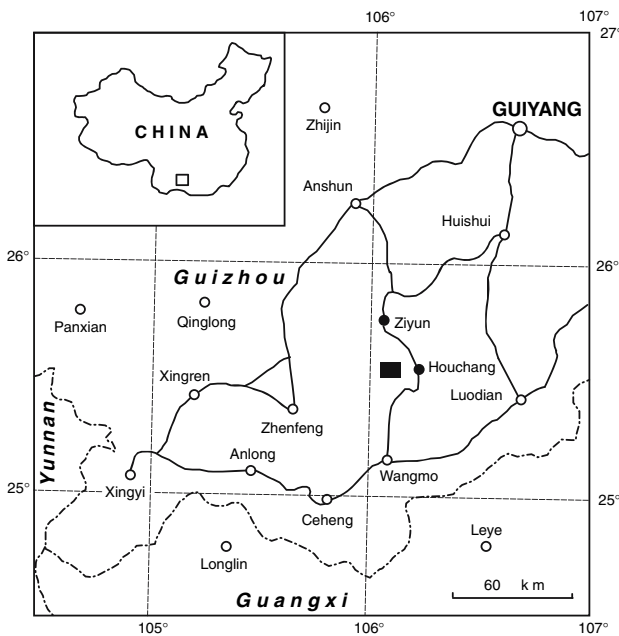 106°
107°
27°
CHINA
GUIYANG
Zhijin
Anshun
Huishui
26°
26°
Guizhou
Panxian
Qinglong
Ziyun
Xingren
Houchang
Luodian
Zhenfeng
Yunnan
Anlong
Wangmo
25°
Xingyi
25°
Ceheng
Leye
Longlin
60 km
Guangxi
105°
106°
107°